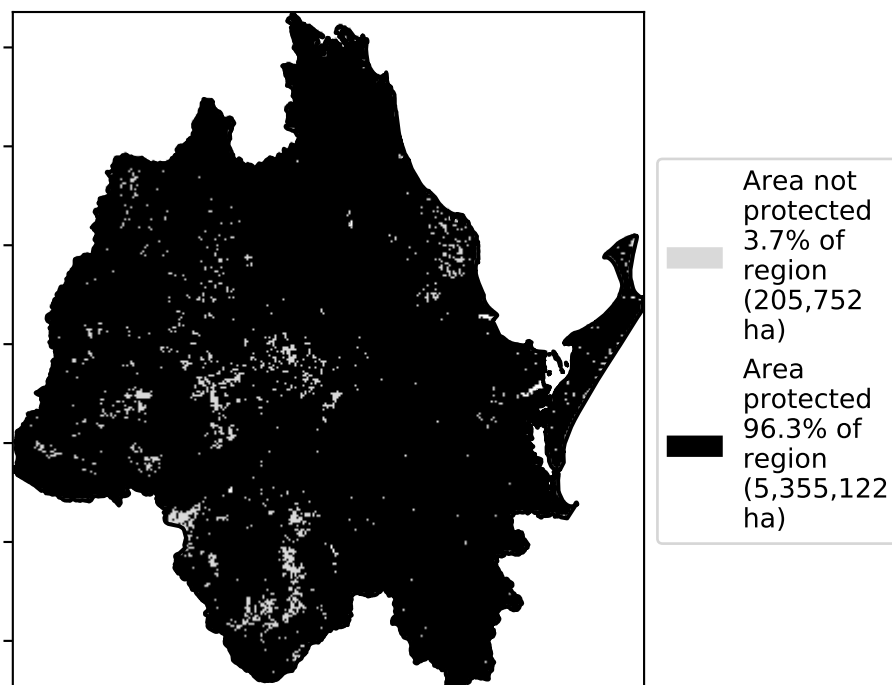 Area not
protected
3.7% of
region
(205,752
ha)
Area
protected
96.3% of
region
(5,355,122
ha)